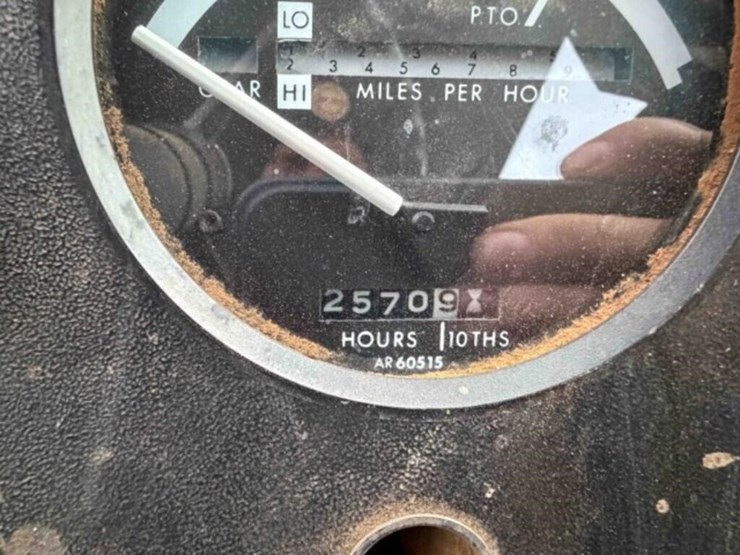 LO
PTO
1 2 3 4 5
2 3 4 5 6 7 8 9
HI MILES PER HOUR
25709
HOURS 10THS
AR60515